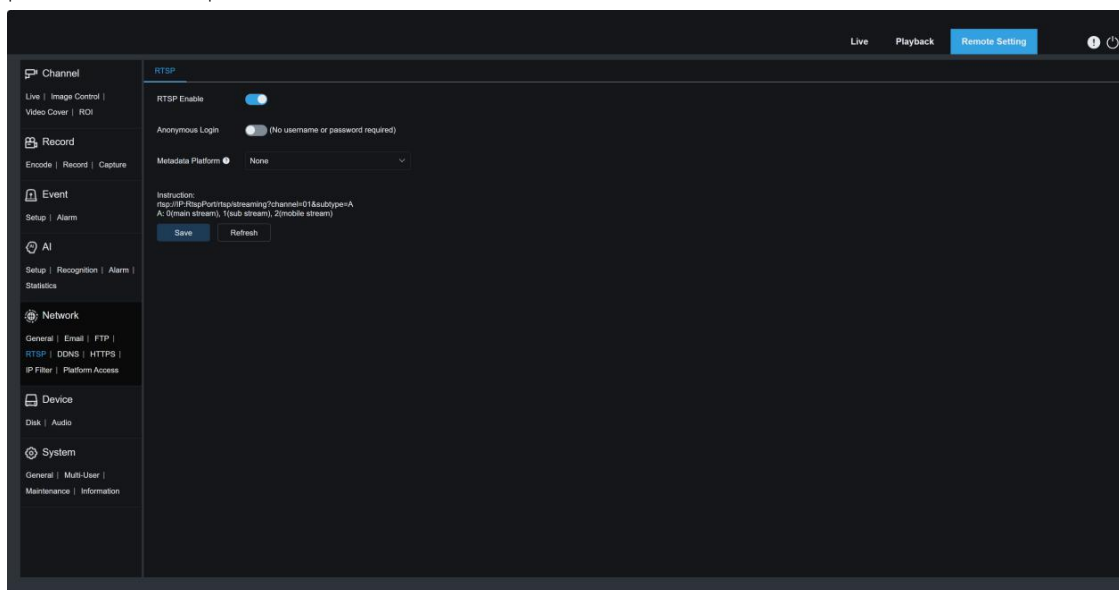 Live Playback Remote Setting
Channel
Live | Image Control |
Video Cover | ROI
Record
Encode | Record | Capture
Event
Setup | Alarm
AI
Setup | Recognition | Alarm |
Statistics
Network
General | Email | FTP |
RTSP | DDNS | HTTPS |
IP Filter | Platform Access
Device
Disk | Audio
System
General | Multi-User |
Maintenance | Information
RTSP
RTSP Enable
Anonymous Login (No username or password required)
Metadata Platform None
Instruction:
rtsp://IP:RtspPort/rtsp/streaming?channel=01&subtype=A
A: 0(main stream), 1(sub stream), 2(mobile stream)
Save Refresh